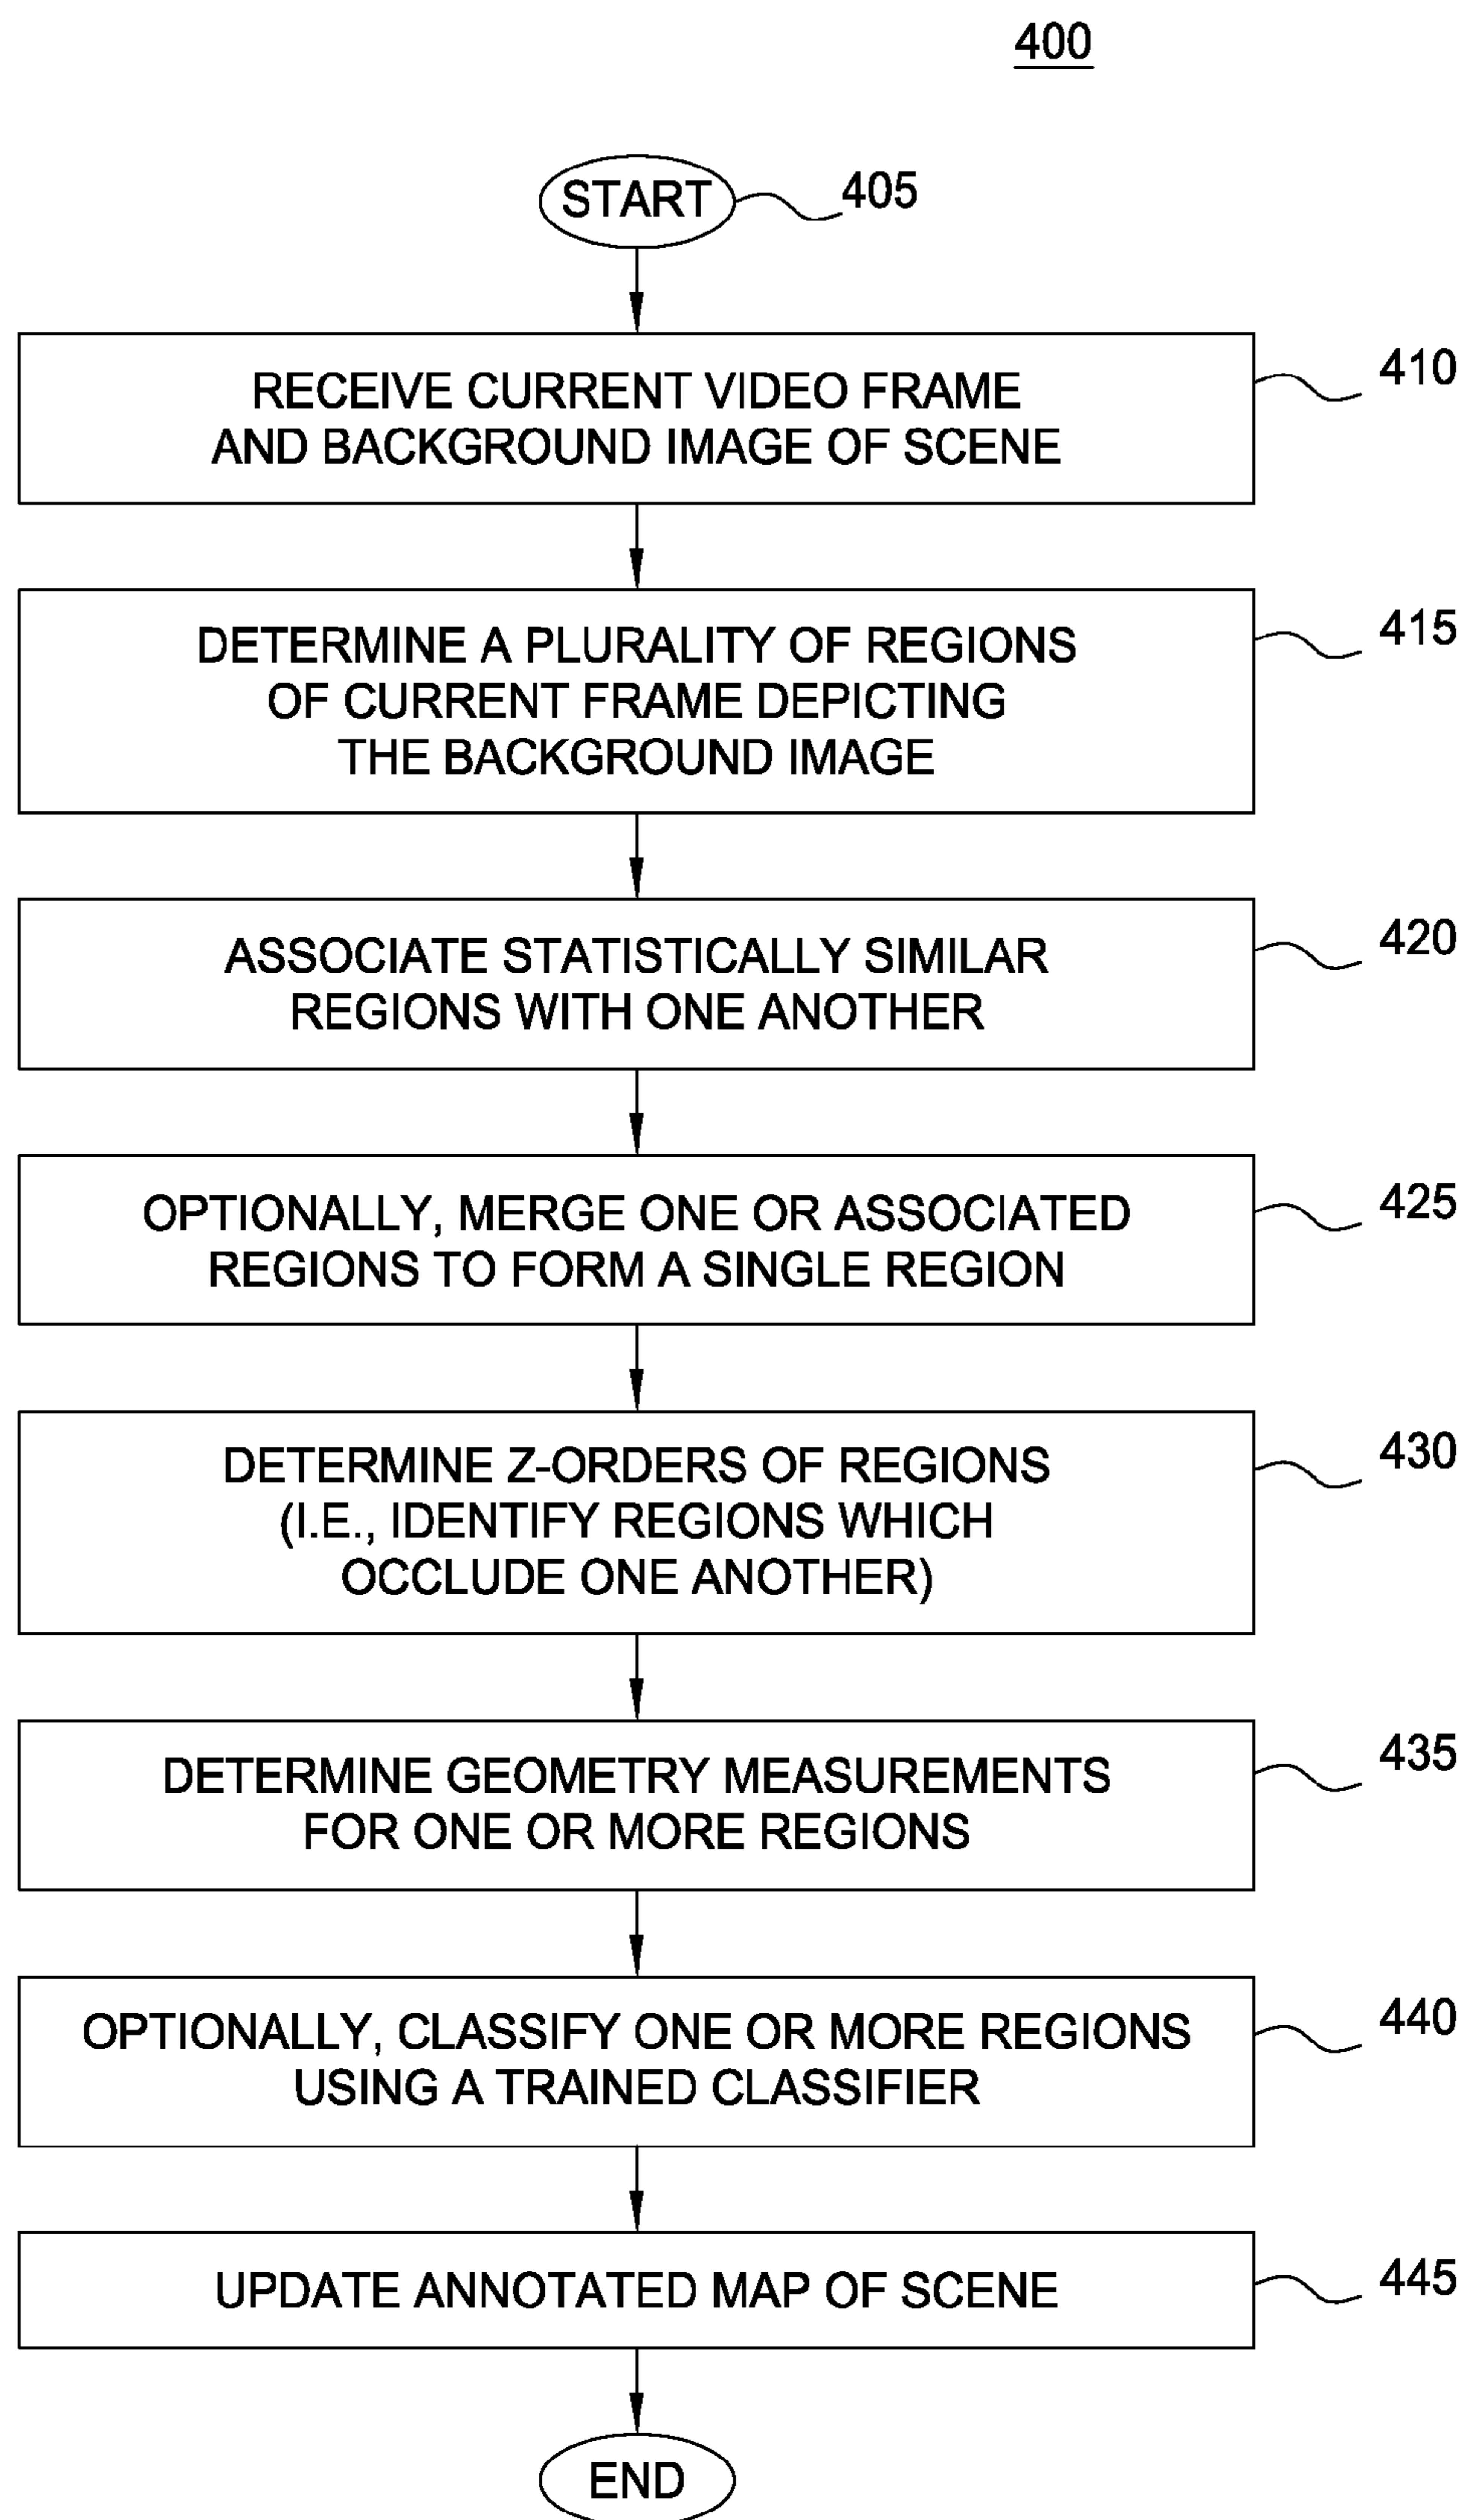 400
START
405
RECEIVE CURRENT VIDEO FRAME
AND BACKGROUND IMAGE OF SCENE
410
DETERMINE A PLURALITY OF REGIONS
OF CURRENT FRAME DEPICTING
THE BACKGROUND IMAGE
415
ASSOCIATE STATISTICALLY SIMILAR
REGIONS WITH ONE ANOTHER
420
OPTIONALLY, MERGE ONE OR ASSOCIATED
REGIONS TO FORM A SINGLE REGION
425
DETERMINE Z-ORDERS OF REGIONS
(I.E., IDENTIFY REGIONS WHICH
OCCLUDE ONE ANOTHER)
430
DETERMINE GEOMETRY MEASUREMENTS
FOR ONE OR MORE REGIONS
435
OPTIONALLY, CLASSIFY ONE OR MORE REGIONS
USING A TRAINED CLASSIFIER
440
UPDATE ANNOTATED MAP OF SCENE
445
END